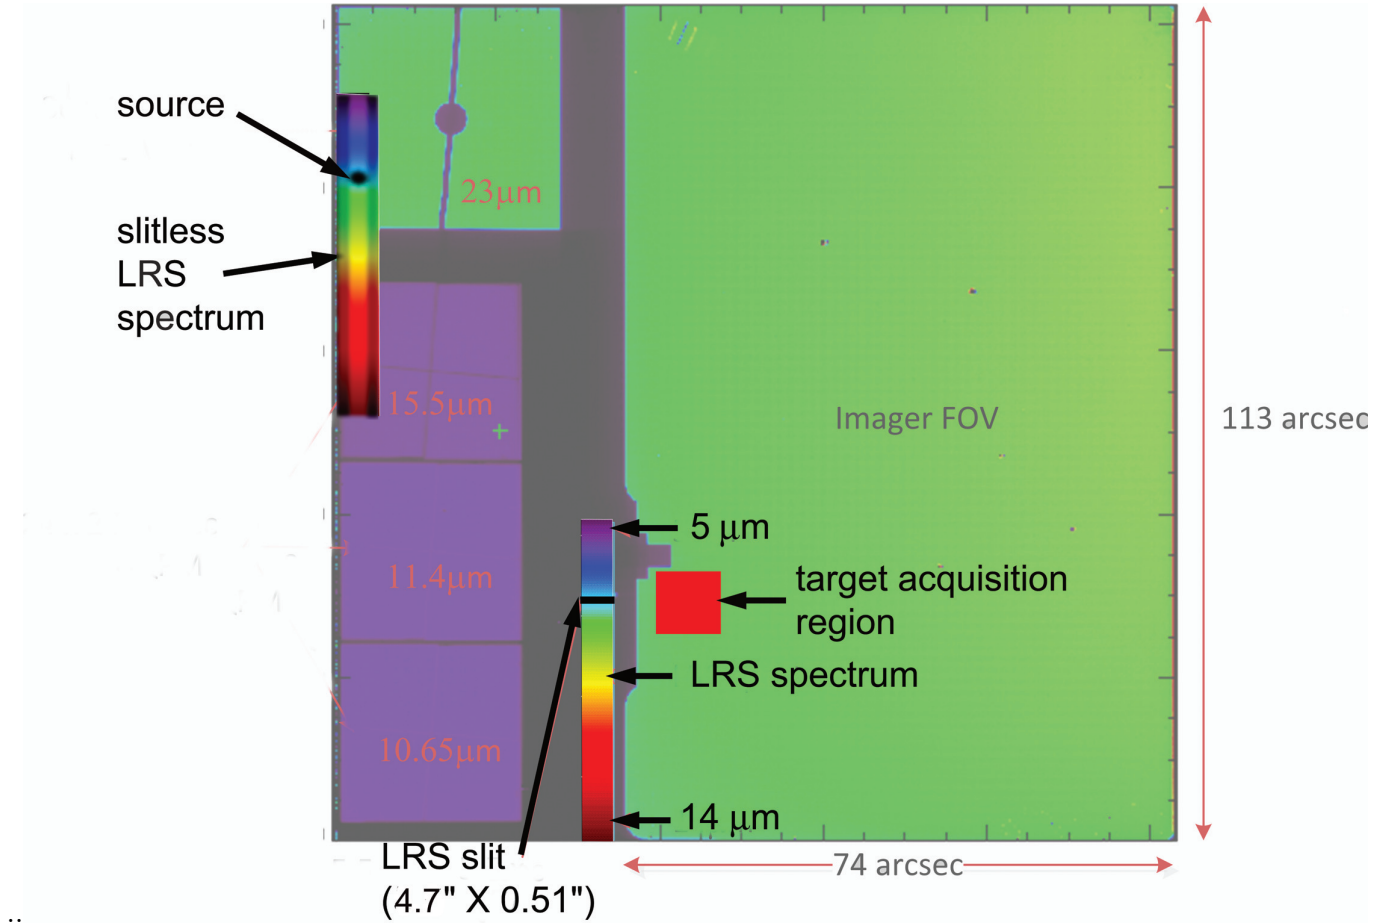 source
23μm
slitless
LRS
spectrum
15.5μm
Imager FOV
113 arcsec
5 μm
11.4μm
target acquisition
region
LRS spectrum
10.65μm
14 μm
LRS slit
(4.7" X 0.51")
74 arcsec